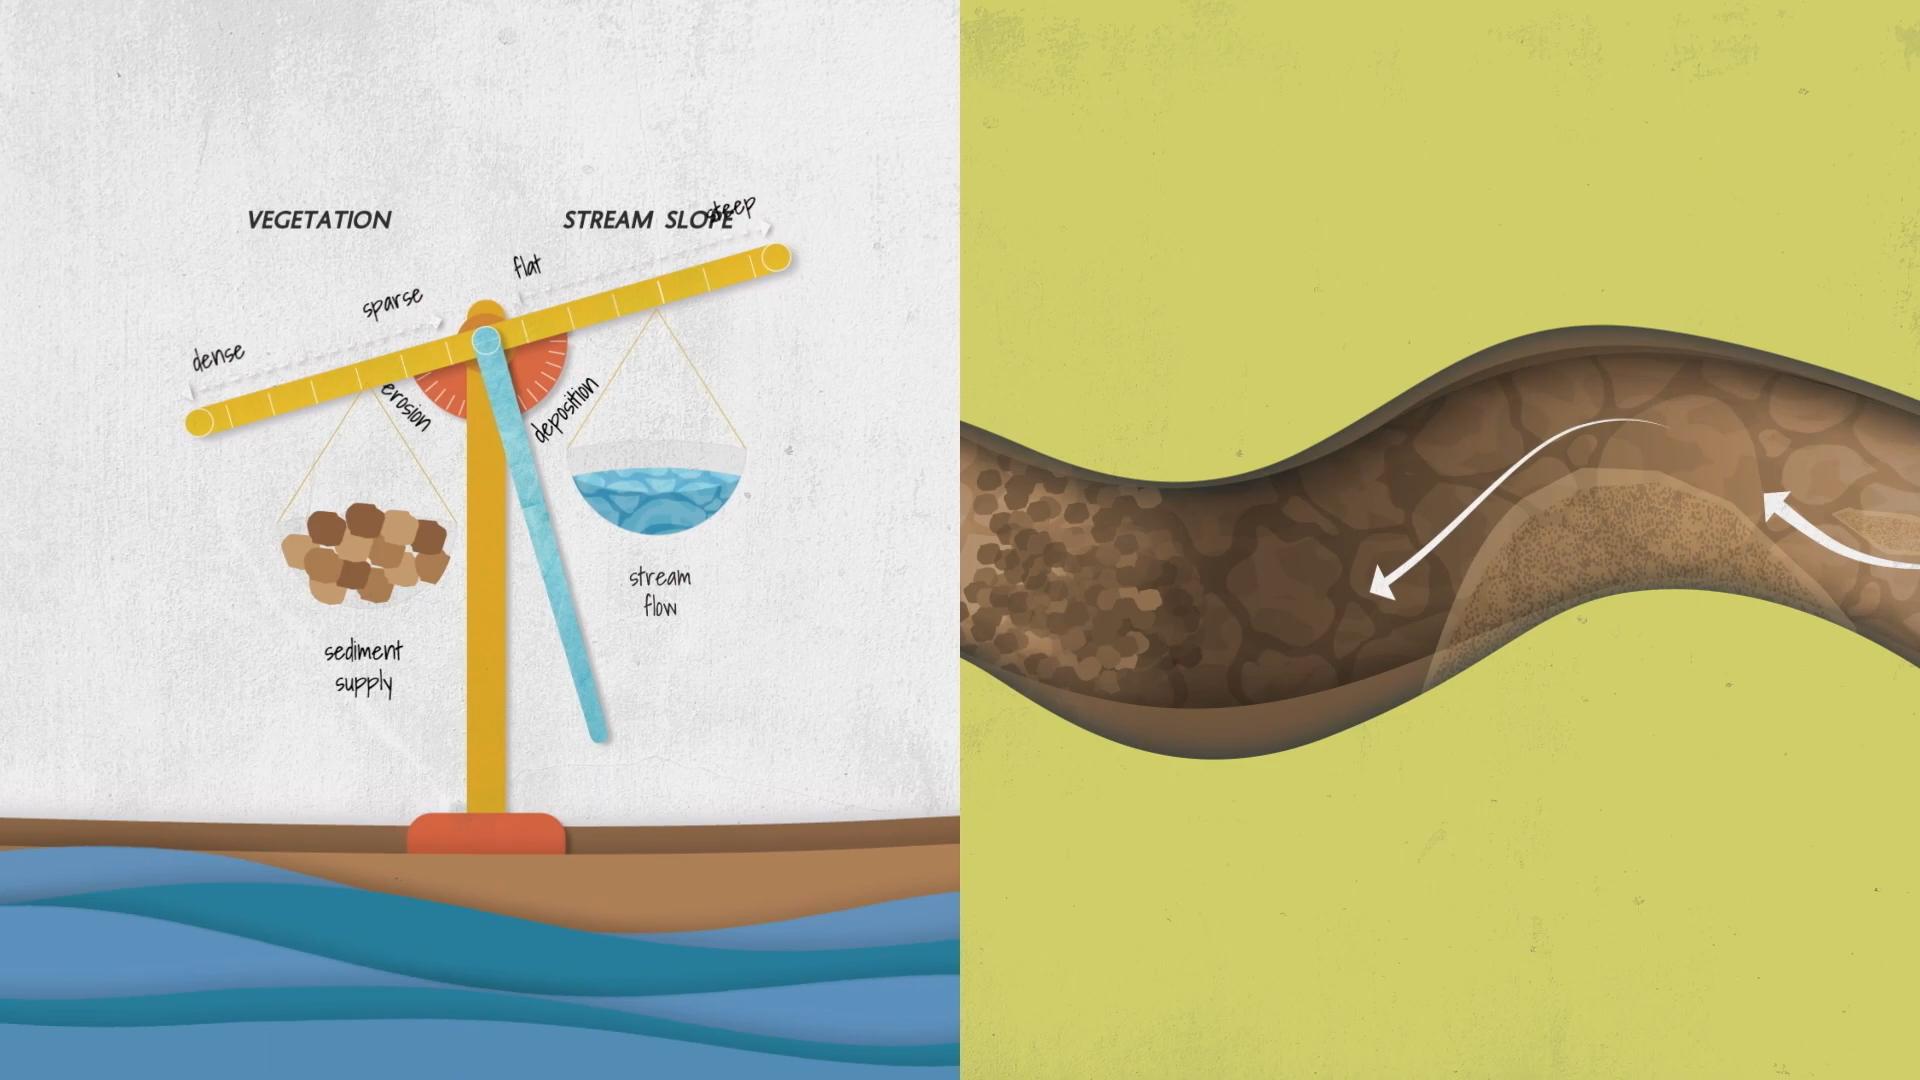 VEGETATION
STREAM SLOPE
steep
flat
sparse
dense
erosion
deposition
stream
flow
sediment
supply